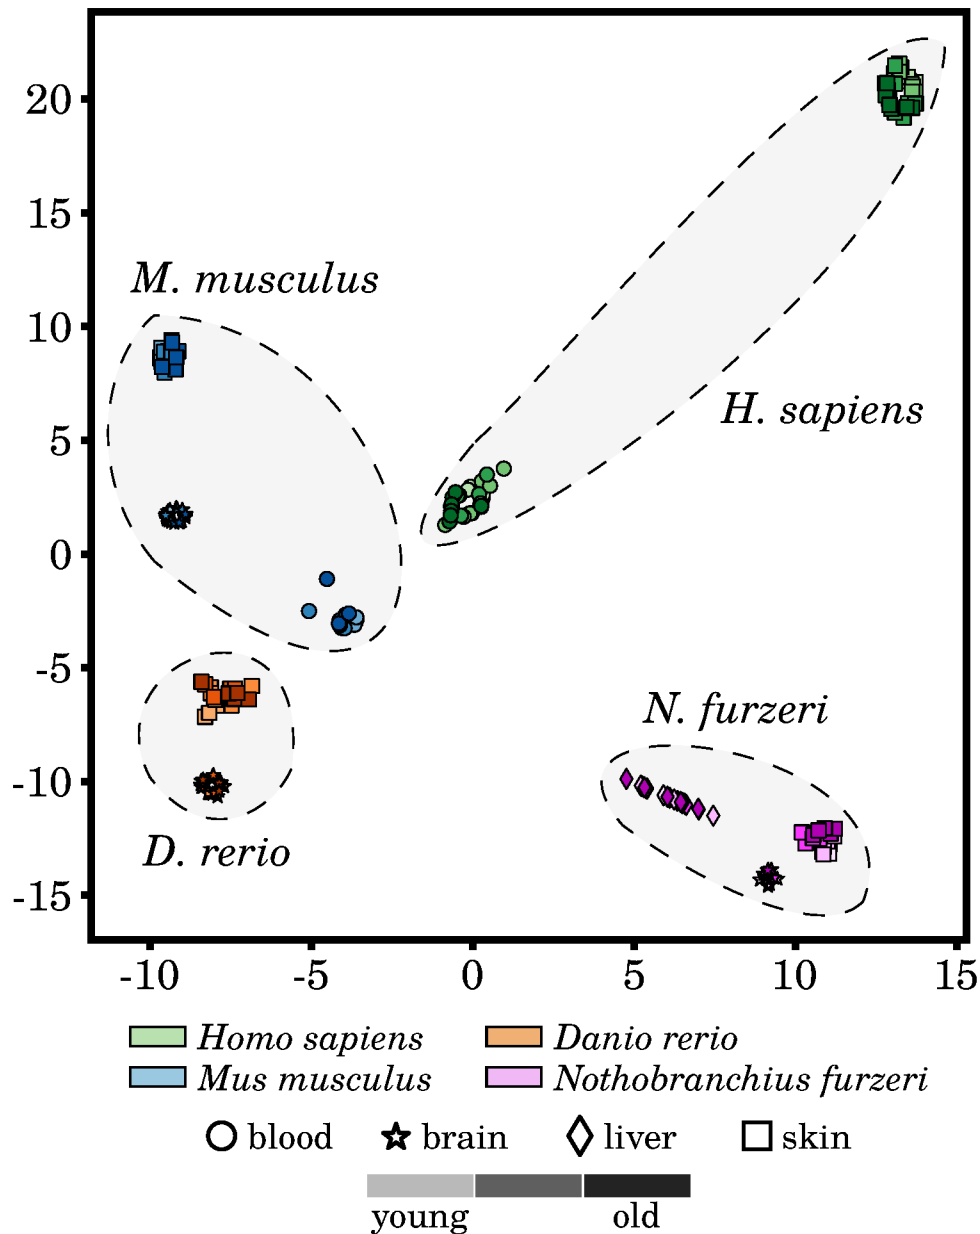 20
15
M. musculus
10
H. sapiens
5
0
-5
N. furzeri
-10
D. rerio
-15
-10 -5 0 5 10 15
Homo sapiens Danio rerio
Mus musculus Nothobranchius furzeri
blood brain liver skin
young old